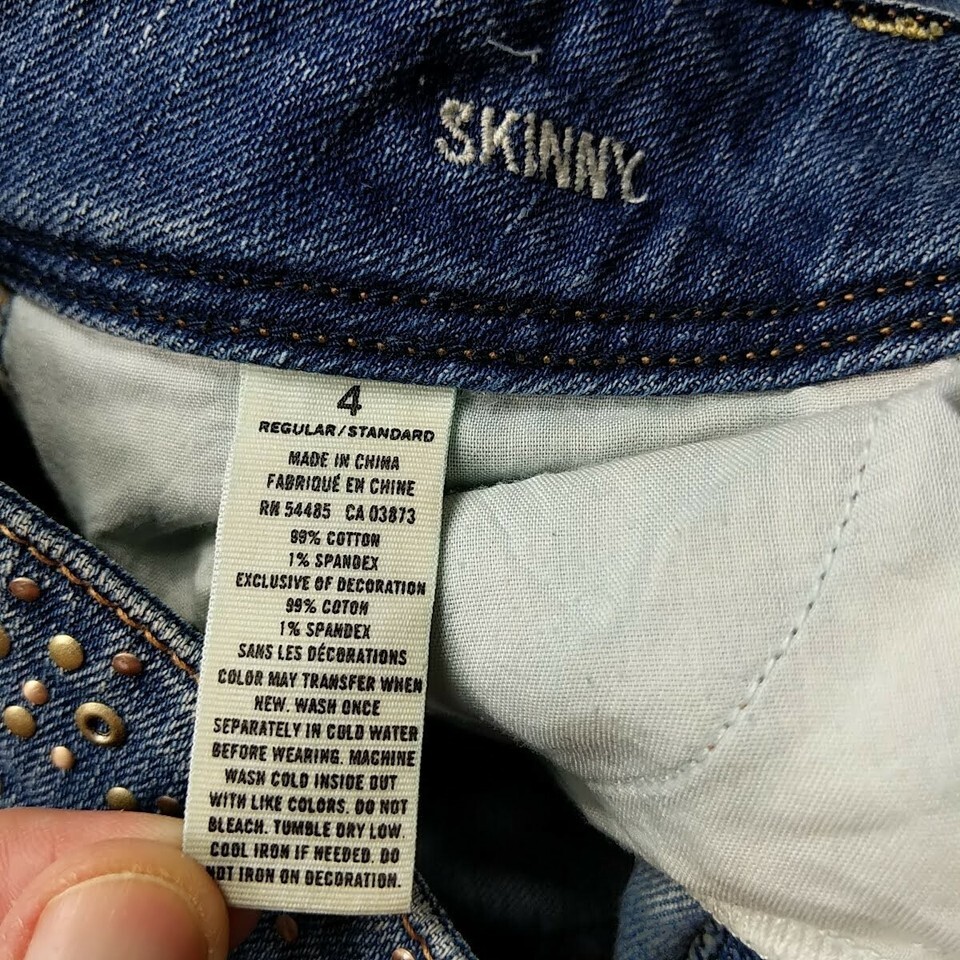 SKINNY
4
REGULAR/STANDARD
MADE IN CHINA
FABRIQUÉ EN CHINE
RN 54485 CA 03873
99% COTTON
1% SPANDEX
EXCLUSIVE OF DECORATION
99% COTON
1% SPANDEX
SANS LES DÉCORATIONS
COLOR MAY TRANSFER WHEN
NEW. WASH ONCE
SEPARATELY IN COLD WATER
BEFORE WEARING. MACHINE
WASH COLD INSIDE OUT
WITH LIKE COLORS. DO NOT
BLEACH. TUMBLE DRY LOW.
COOL IRON IF NEEDED. DO
NOT IRON ON DECORATION.